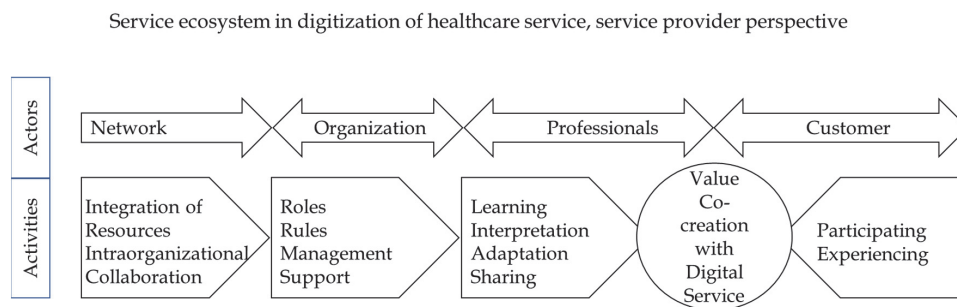 Service ecosystem in digitization of healthcare service, service provider perspective
Actors
Network
Organization
Professionals
Customer
Activities
Integration of
Resources
Intraorganizational
Collaboration
Roles
Rules
Management
Support
Learning
Interpretation
Adaptation
Sharing
Value
Co-
creation
with
Digital
Service
Participating
Experiencing